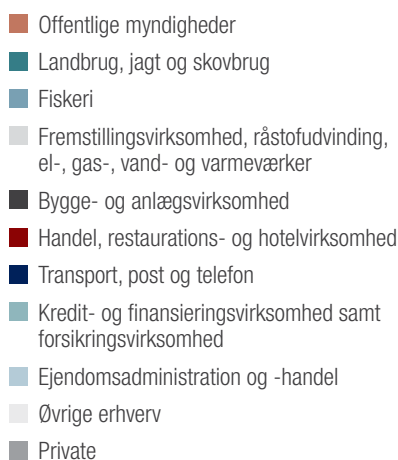 Offentlige myndigheder
Landbrug, jagt og skovbrug
Fiskeri
Fremstillingsvirksomhed, råstofudvinding,
el-, gas-, vand- og varmeværker
Bygge- og anlægsvirksomhed
Handel, restaurations- og hotelvirksomhed
Transport, post og telefon
Kredit- og finansieringsvirksomhed samt
forsikringsvirksomhed
Ejendomsadministration og -handel
Øvrige erhverv
Private